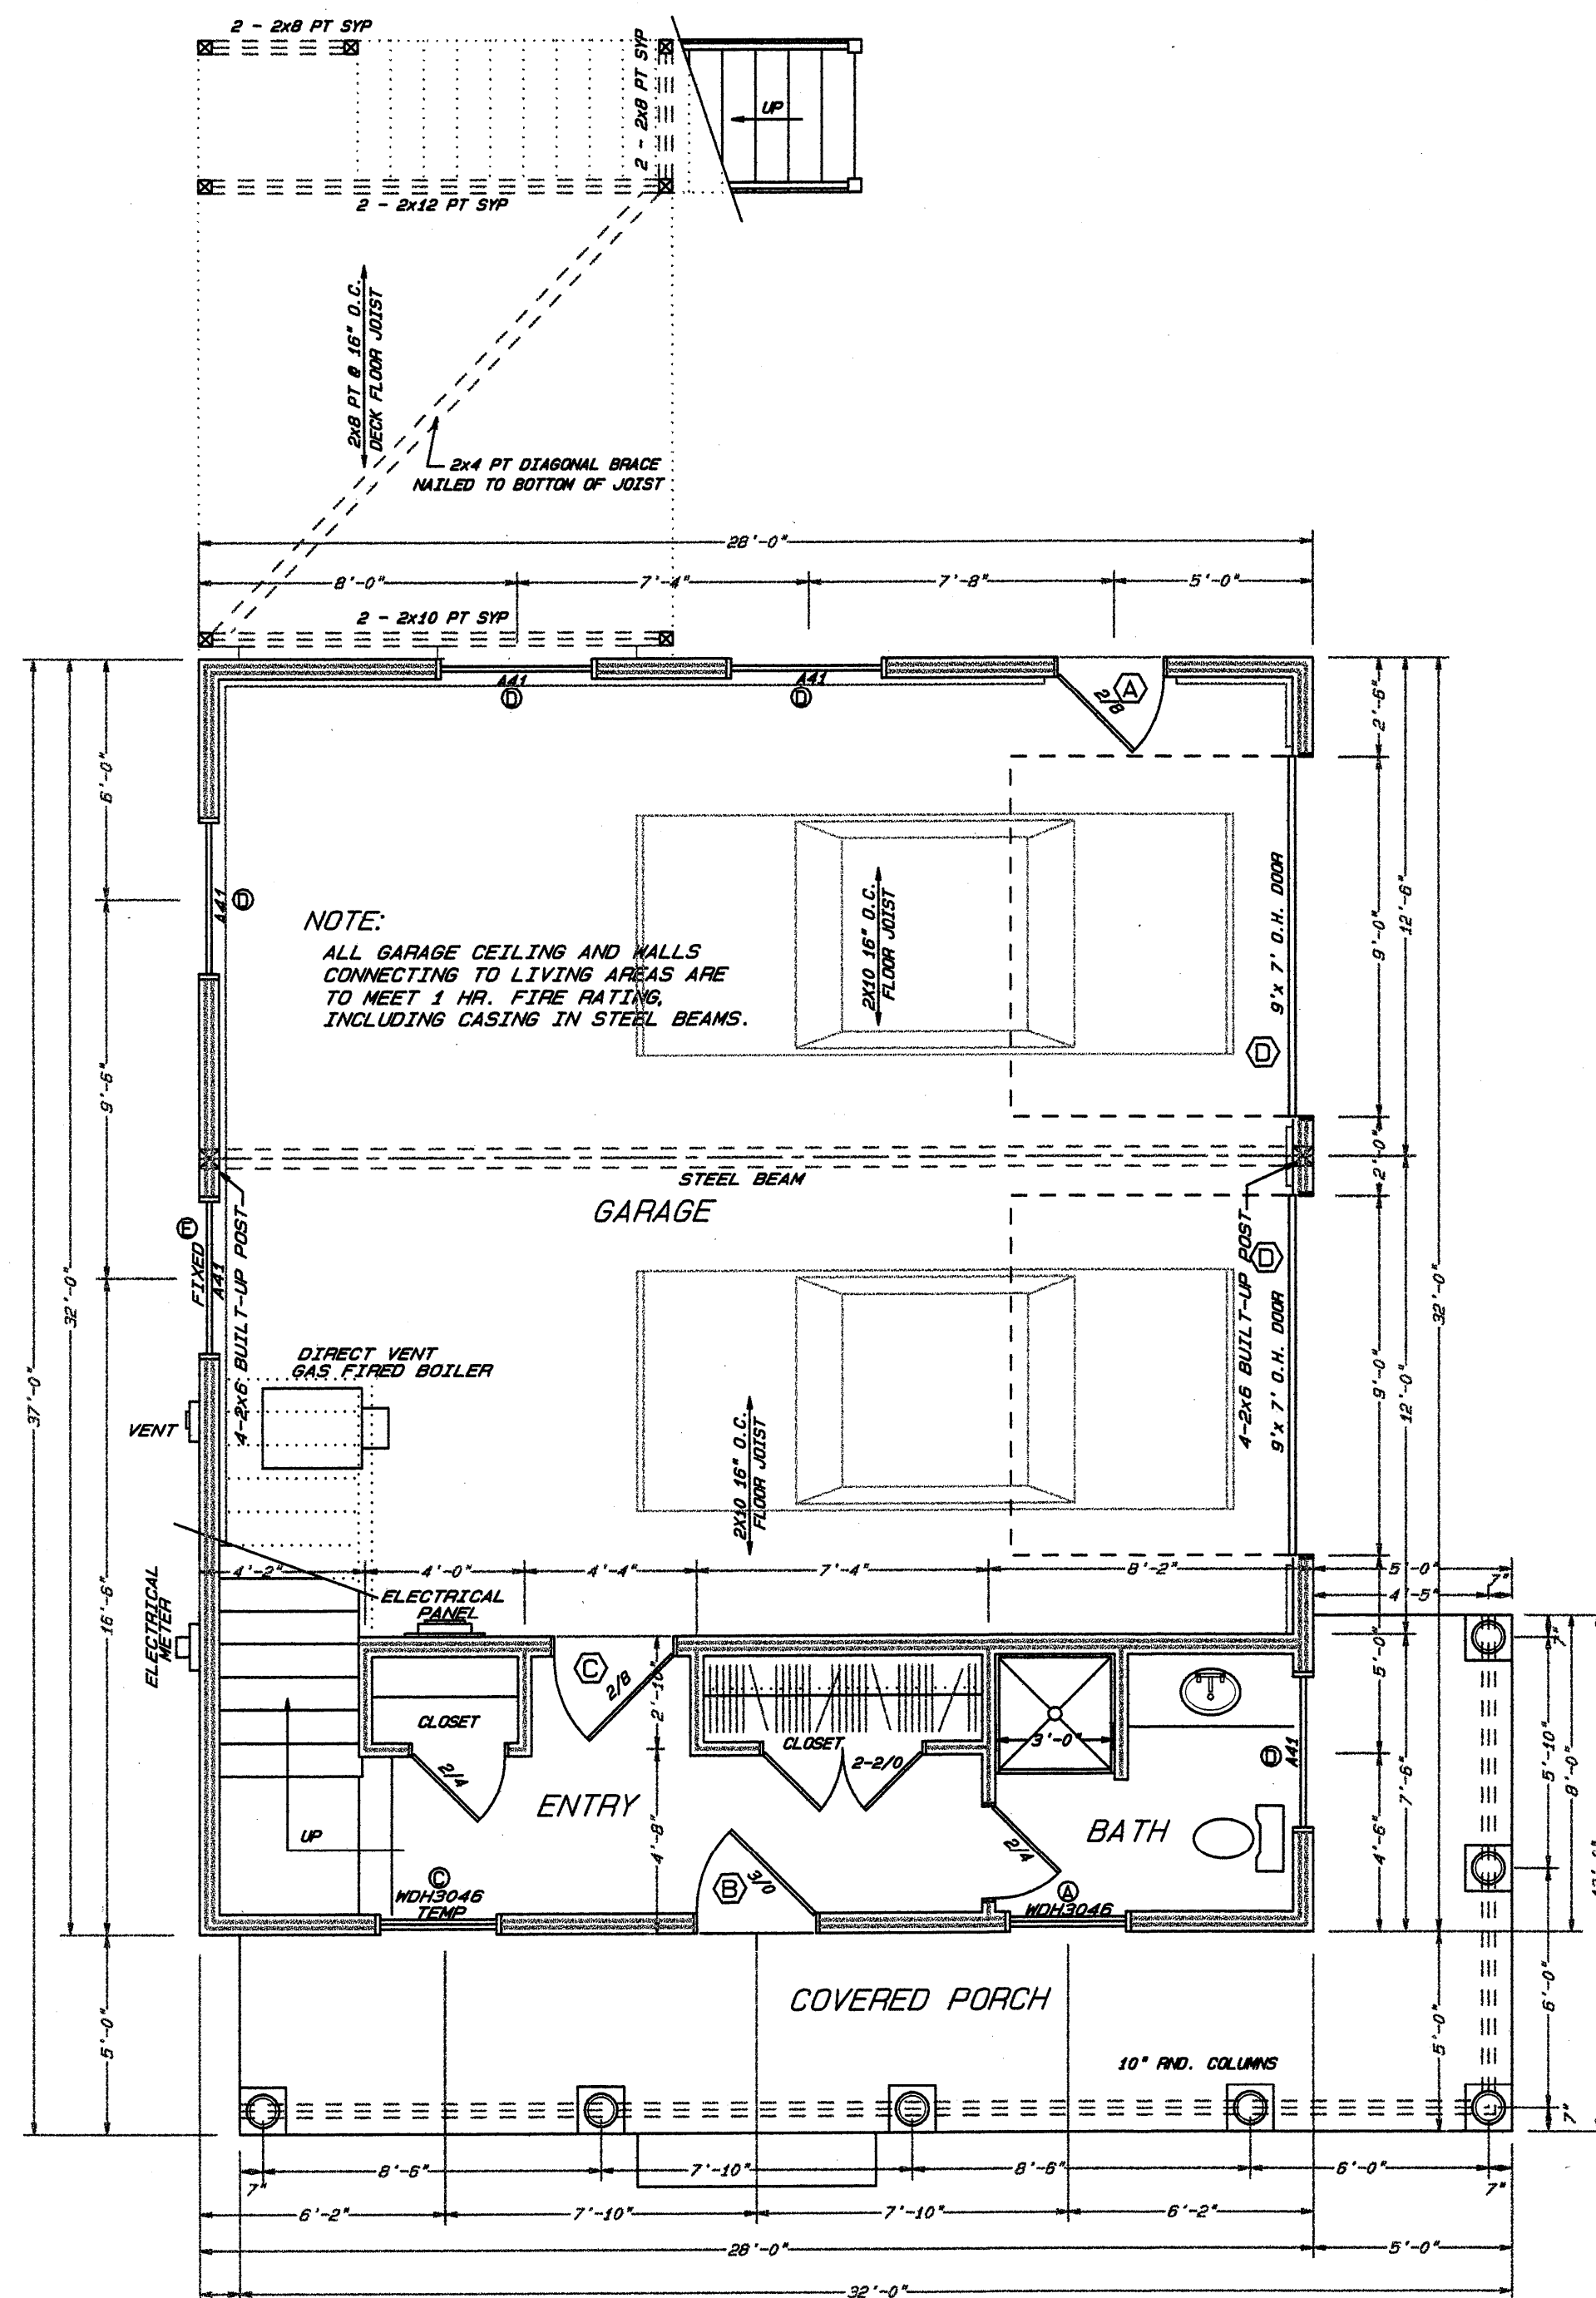 2 - 2x8 PT SYP
2 - 2x8 PT SYP
UP
2 - 2x12 PT SYP
2x8 PT @ 16" O.C.
DECK FLOOR JOIST
2x4 PT DIAGONAL BRACE
NAILED TO BOTTOM OF JOIST
28'-0"
8'-0"
7'-4"
7'-8"
5'-0"
2 - 2x10 PT SYP
A41
D
A41
D
2/8
A
2'-6"
6'-0"
A41
D
NOTE:
ALL GARAGE CEILING AND WALLS
CONNECTING TO LIVING AREAS ARE
TO MEET 1 HR. FIRE RATING,
INCLUDING CASING IN STEEL BEAMS.
2X10 16" O.C.
FLOOR JOIST
9'x 7' O.H. DOOR
D
9'-0"
12'-6"
9'-6"
2'-0"
STEEL BEAM
GARAGE
E
FIXED
A41
4-2x6 BUILT-UP POST
4-2x6 BUILT-UP POST
D
9'x 7' O.H. DOOR
32'-0"
32'-0"
37'-0"
9'-0"
12'-0"
DIRECT VENT
GAS FIRED BOILER
VENT
2X10 16" O.C.
FLOOR JOIST
16'-6"
4'-2"
4'-0"
4'-4"
7'-4"
8'-2"
5'-0"
4'-5"
7"
ELECTRICAL
METER
ELECTRICAL
PANEL
C
2/8
2'-10"
5'-0"
7"
CLOSET
CLOSET
3'-0"
2/4
2-2/0
D
A41
7'-6"
5'-10"
8'-0"
ENTRY
4'-8"
BATH
4'-6"
UP
2/4
C
WDH3046
TEMP
B
3/0
A
WDH3046
COVERED PORCH
5'-0"
5'-0"
6'-0"
10" RND. COLUMNS
7"
8'-6"
7'-10"
8'-6"
6'-0"
7"
7"
6'-2"
7'-10"
7'-10"
6'-2"
28'-0"
5'-0"
32'-0"